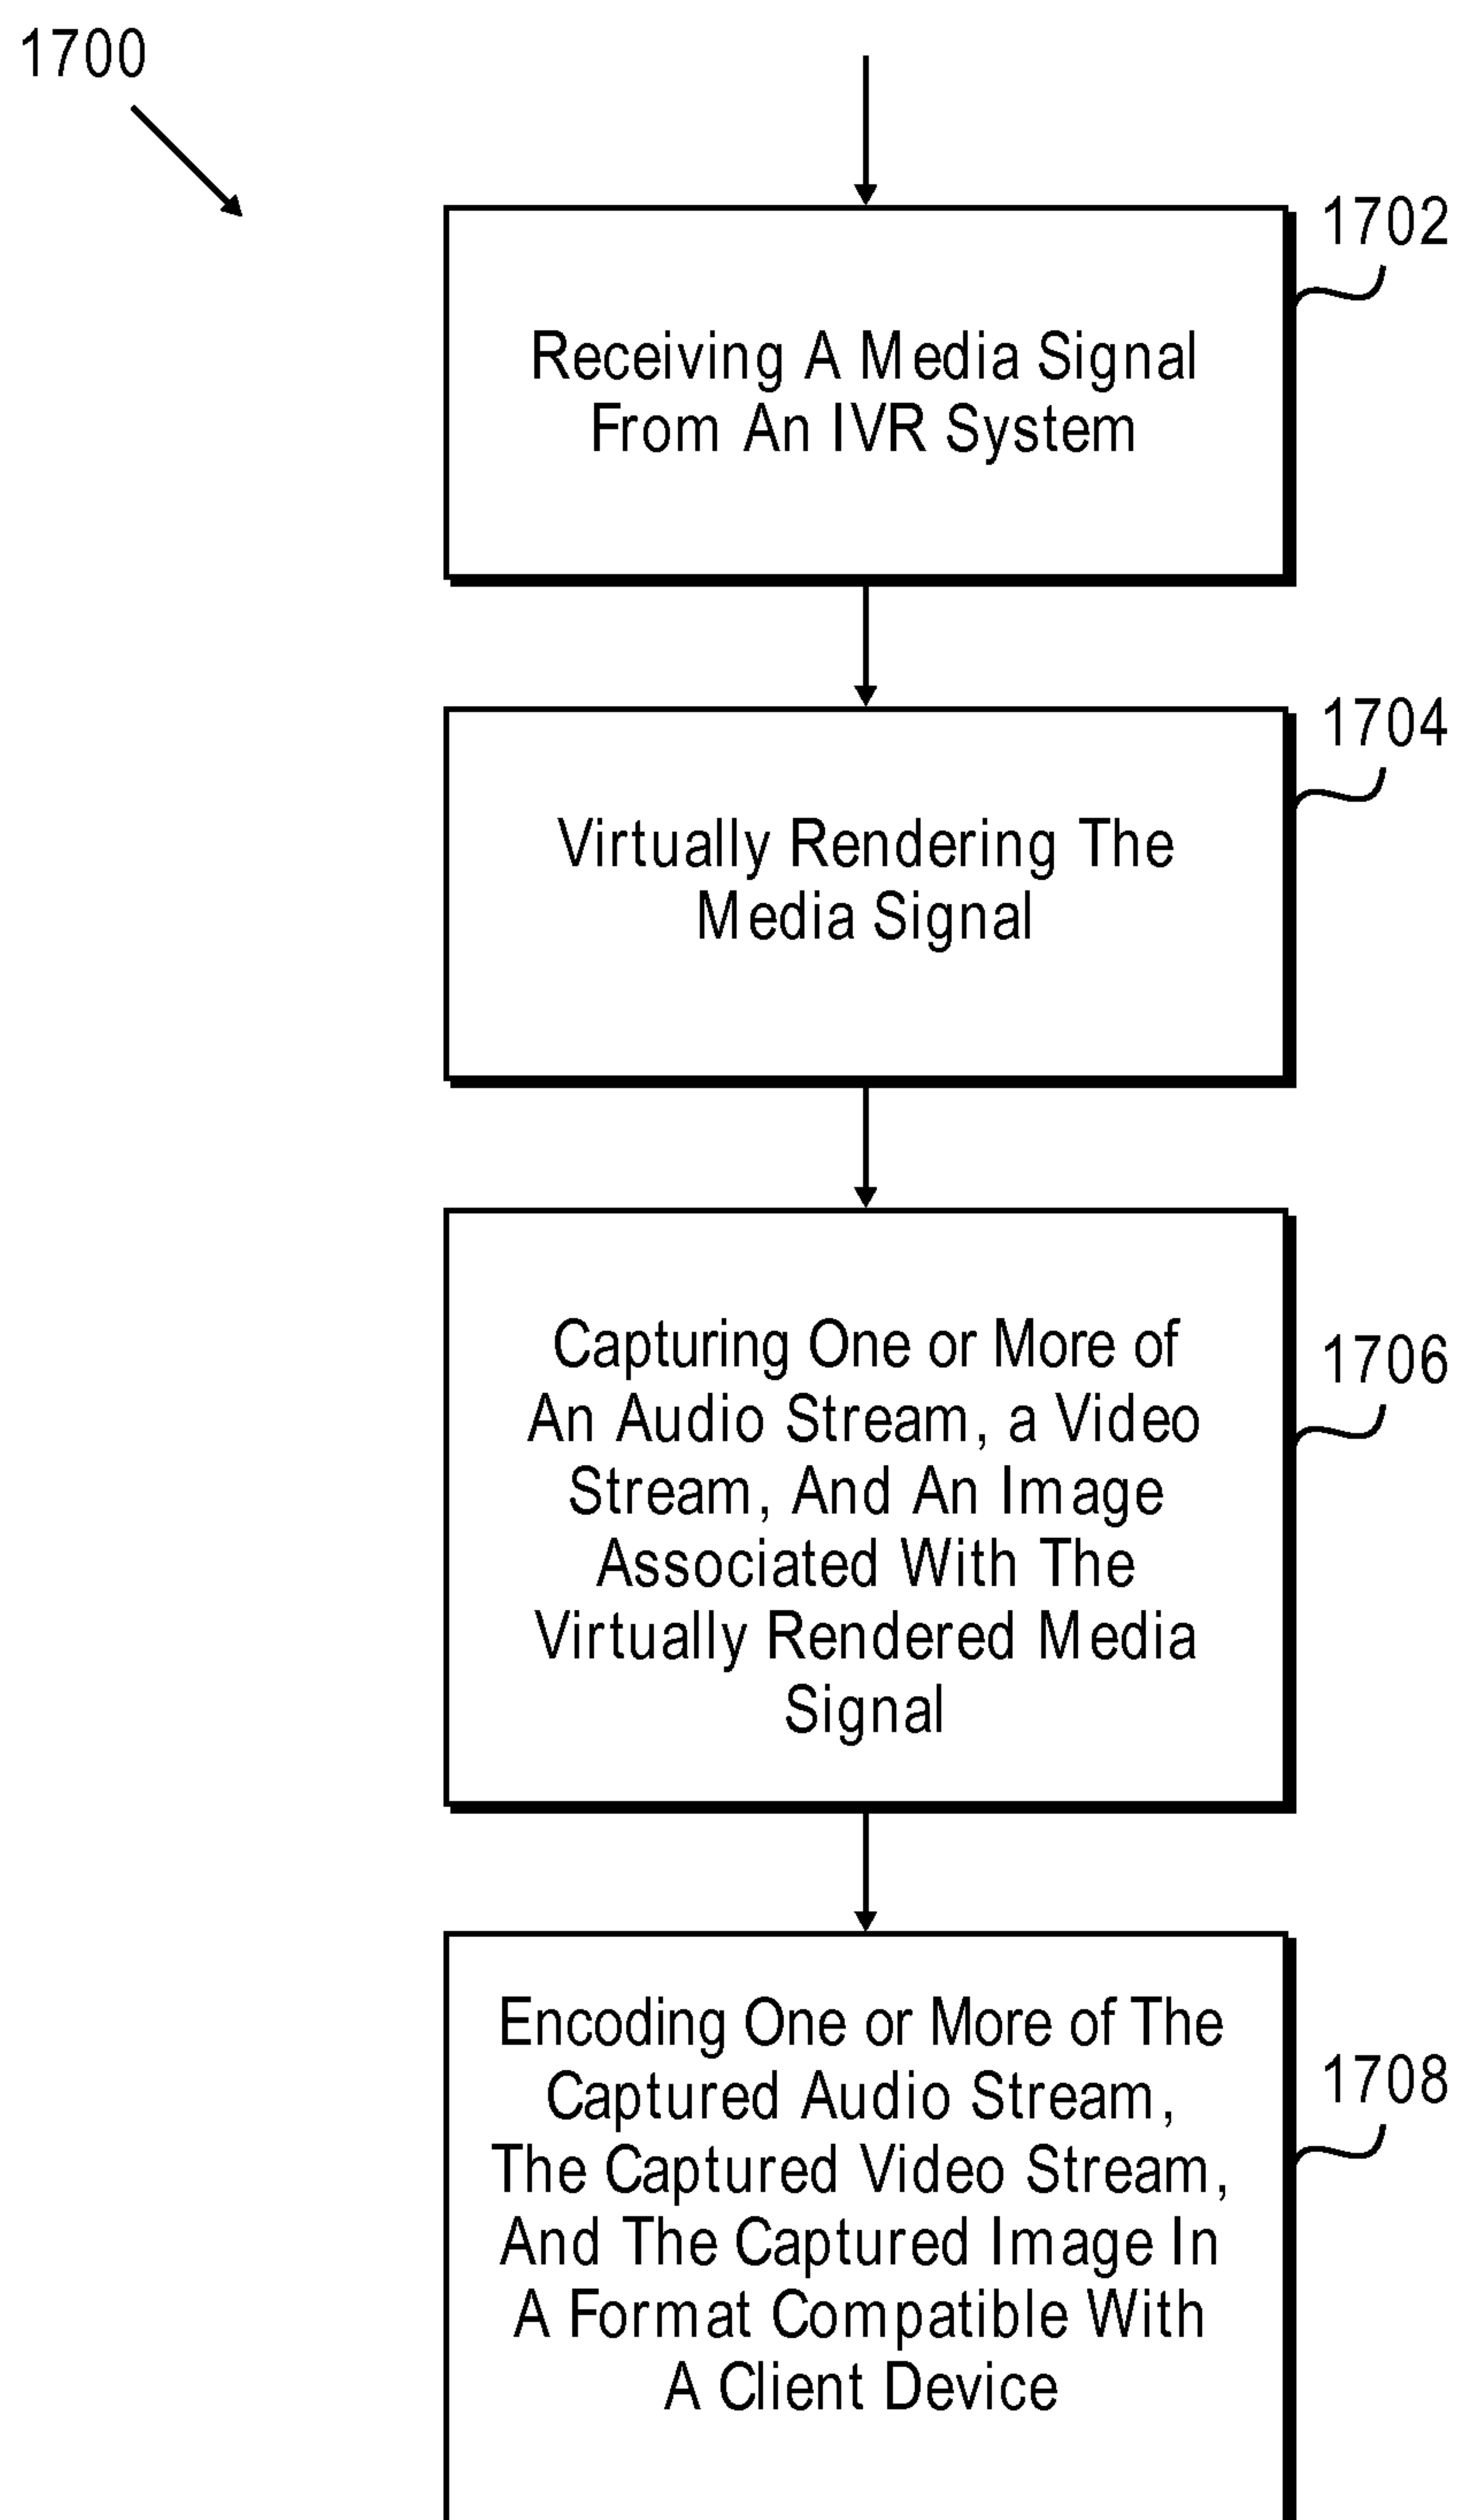 1700
1702
Receiving A Media Signal
From An IVR System
1704
Virtually Rendering The
Media Signal
1706
Capturing One or More of
An Audio Stream, a Video
Stream, And An Image
Associated With The
Virtually Rendered Media
Signal
1708
Encoding One or More of The
Captured Audio Stream,
The Captured Video Stream,
And The Captured Image In
A Format Compatible With
A Client Device